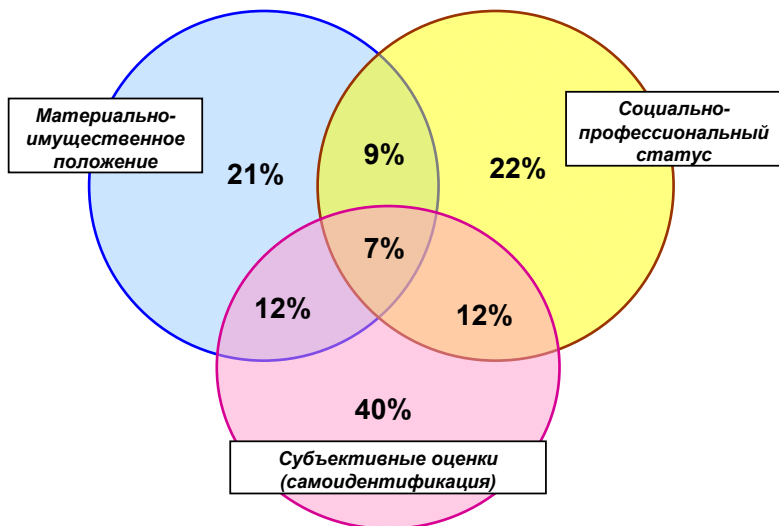 Материально-
имущественное
положение
Социально-
профессиональный
статус
9%
21%
22%
7%
12%
12%
40%
Субъективные оценки
(самоидентификация)